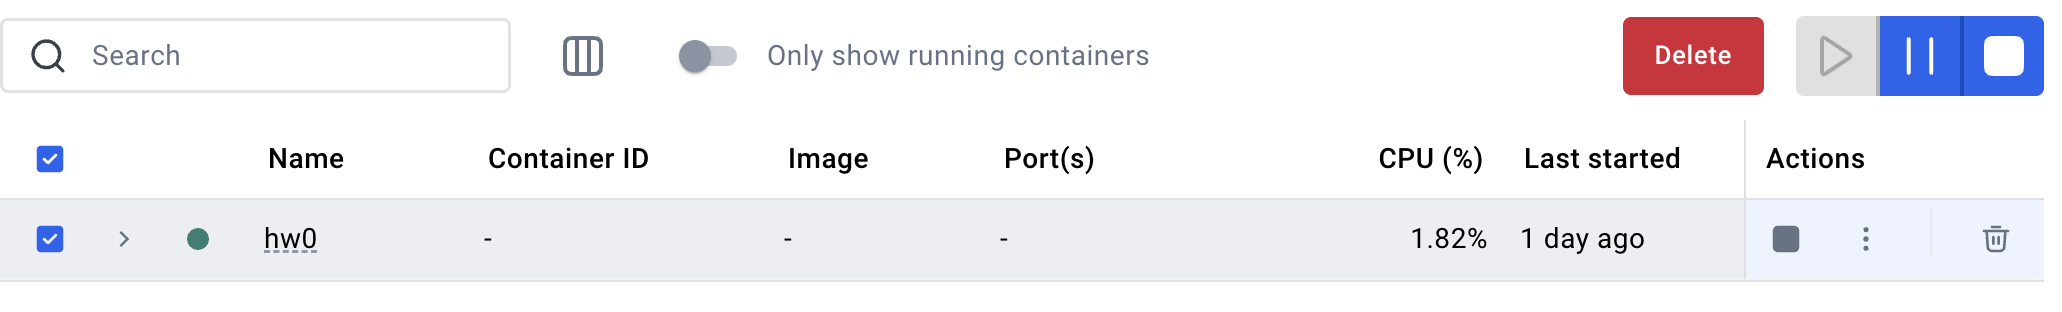 Search Only show running containers Delete
Name Container ID Image Port(s) CPU (%) Last started Actions
hw0 - - - 1.82% 1 day ago